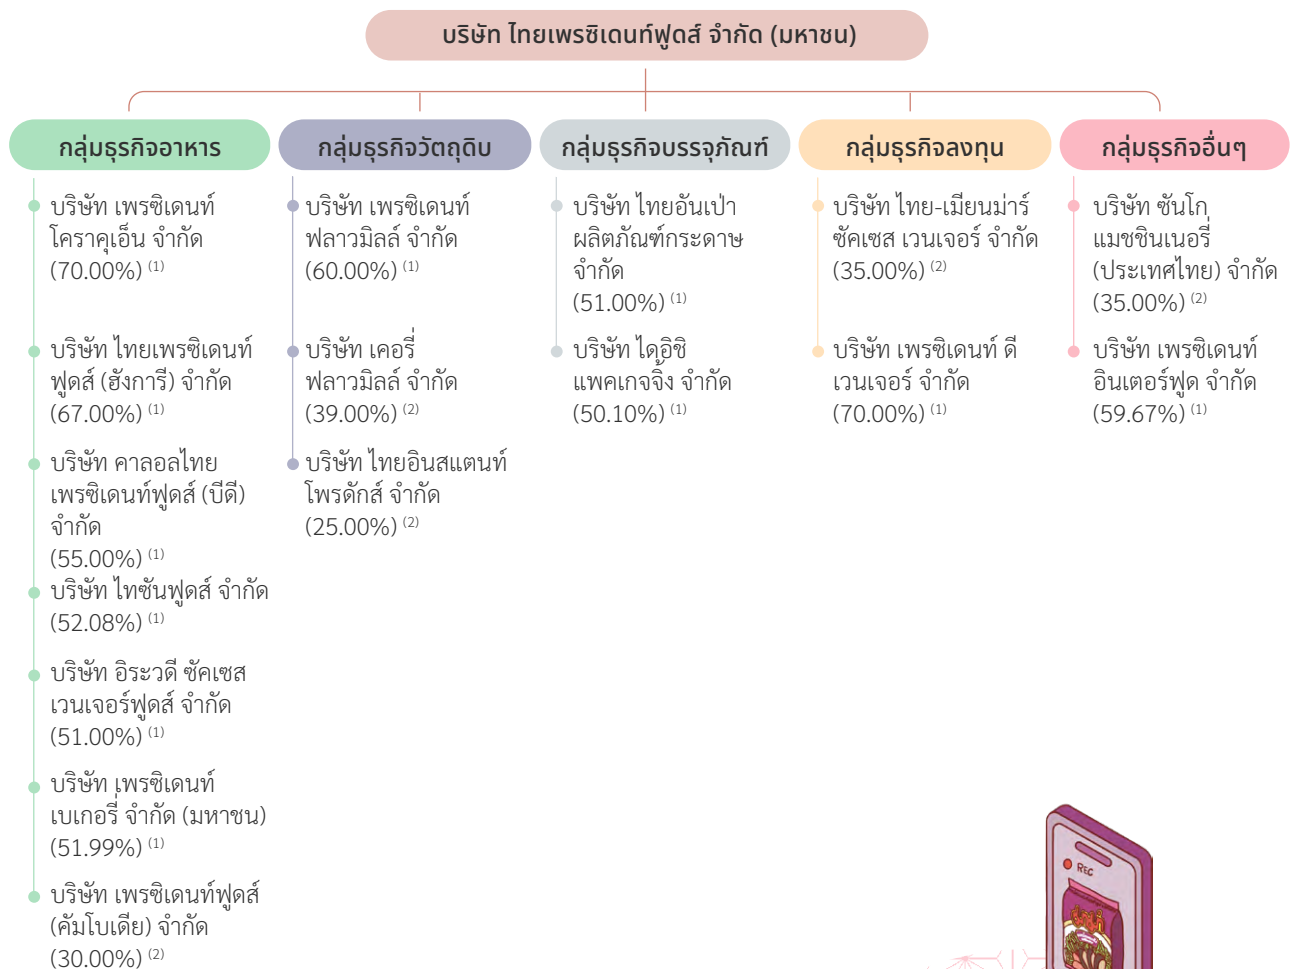 บริษัท ไทยเพรซิเดนท์ฟูดส์ จำกัด (มหาชน)
กลุ่มธุรกิจอาหาร
บริษัท เพรซิเดนท์
โคราคุเอ็น จำกัด
(70.00%) (1)
บริษัท ไทยเพรซิเดนท์
ฟูดส์ (ฮังการี) จำกัด
(67.00%) (1)
บริษัท คาลอลไทย
เพรซิเดนท์ฟูดส์ (บีดี)
จำกัด
(55.00%) (1)
บริษัท ไทซันฟูดส์ จำกัด
(52.08%) (1)
บริษัท อิระวดี ซัคเซส
เวนเจอร์ฟูดส์ จำกัด
(51.00%) (1)
บริษัท เพรซิเดนท์
เบเกอรี่ จำกัด (มหาชน)
(51.99%) (1)
บริษัท เพรซิเดนท์ฟูดส์
(คัมโบเดีย) จำกัด
(30.00%) (2)
กลุ่มธุรกิจวัตถุดิบ
บริษัท เพรซิเดนท์
ฟลาวมิลล์ จำกัด
(60.00%) (1)
บริษัท เคอรี่
ฟลาวมิลล์ จำกัด
(39.00%) (2)
บริษัท ไทยอินสแตนท์
โพรดักส์ จำกัด
(25.00%) (2)
กลุ่มธุรกิจบรรจุภัณฑ์
บริษัท ไทยอันเป่า
ผลิตภัณฑ์กระดาษ
จำกัด
(51.00%) (1)
บริษัท ไดอิชิ
แพคเกจจิ้ง จำกัด
(50.10%) (1)
กลุ่มธุรกิจลงทุน
บริษัท ไทย-เมียนม่าร์
ซัคเซส เวนเจอร์ จำกัด
(35.00%) (2)
บริษัท เพรซิเดนท์ ดี
เวนเจอร์ จำกัด
(70.00%) (1)
กลุ่มธุรกิจอื่นๆ
บริษัท ซันโก
แมชชินเนอรี่
(ประเทศไทย) จำกัด
(35.00%) (2)
บริษัท เพรซิเดนท์
อินเตอร์ฟูด จำกัด
(59.67%) (1)
REC